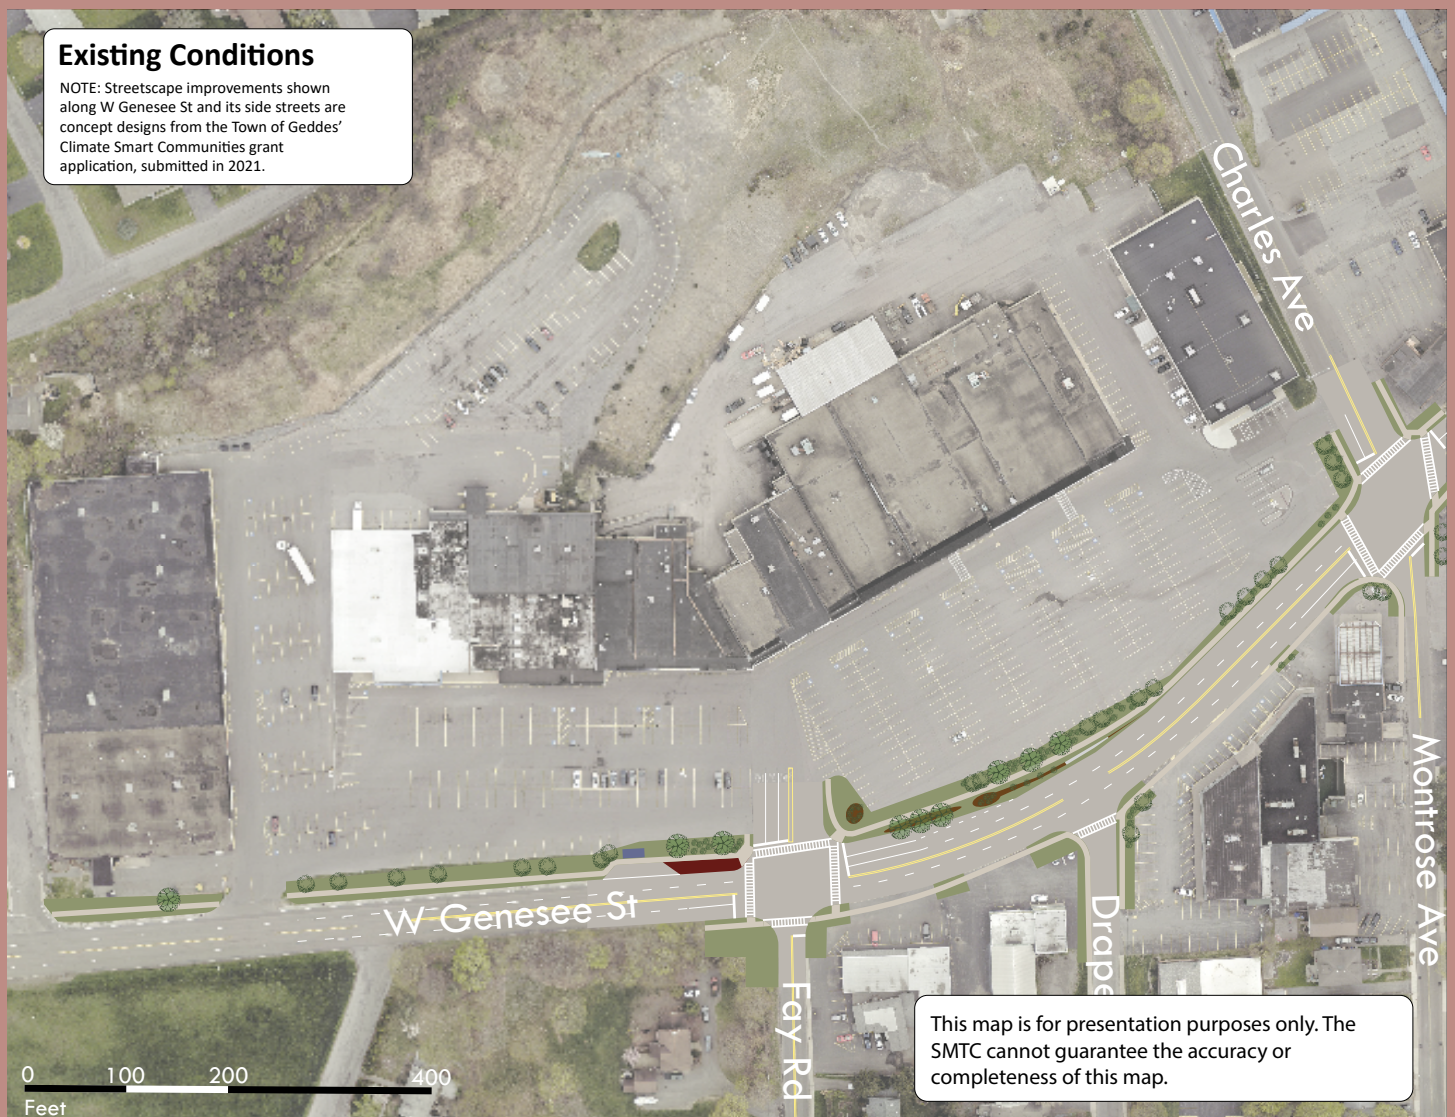 Existing Conditions
NOTE: Streetscape improvements shown
along W Genesee St and its side streets are
concept designs from the Town of Geddes’
Climate Smart Communities grant
application, submitted in 2021.
Charles Ave
Montrose Ave
W Genesee St
Drape
Fay Rd
This map is for presentation purposes only. The
SMTC cannot guarantee the accuracy or
completeness of this map.
0 100 200 400
Feet